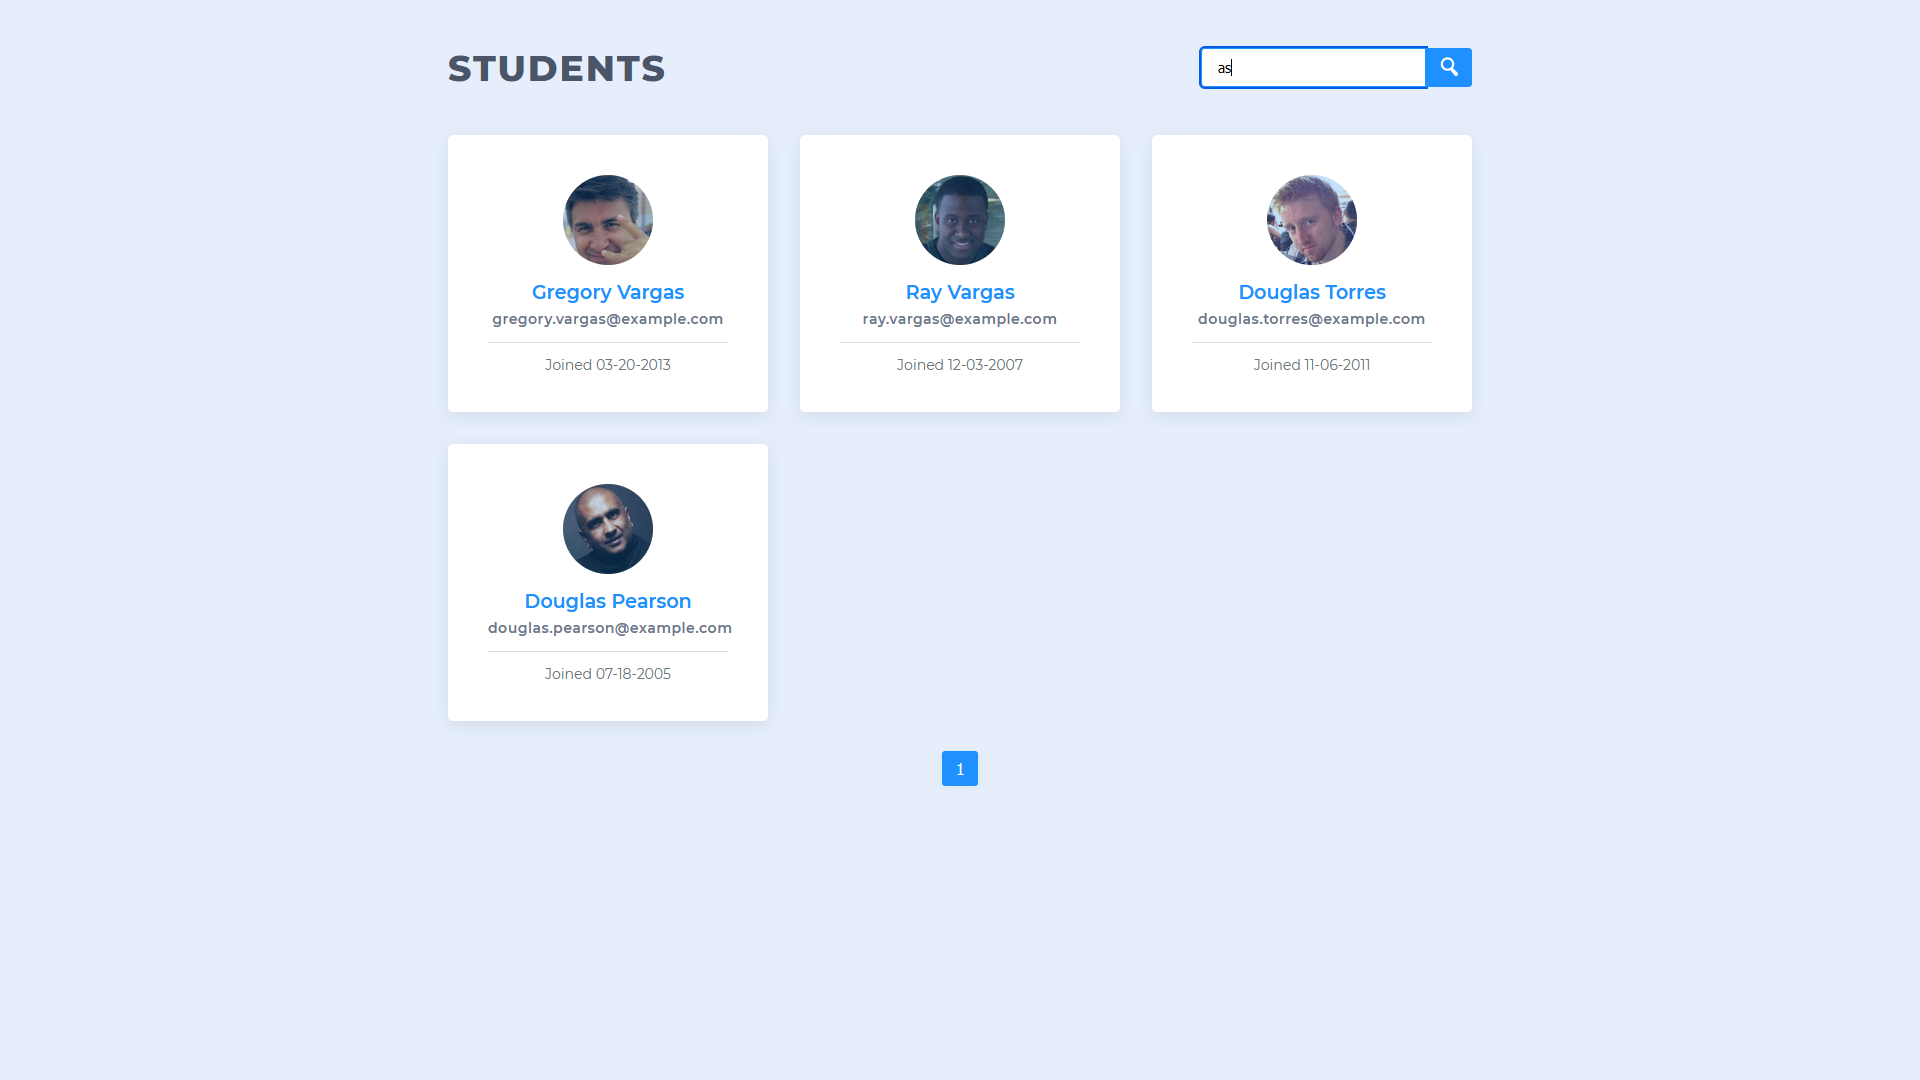 STUDENTS
as
Gregory Vargas
gregory.vargas@example.com
Joined 03-20-2013
Ray Vargas
ray.vargas@example.com
Joined 12-03-2007
Douglas Torres
douglas.torres@example.com
Joined 11-06-2011
Douglas Pearson
douglas.pearson@example.com
Joined 07-18-2005
1